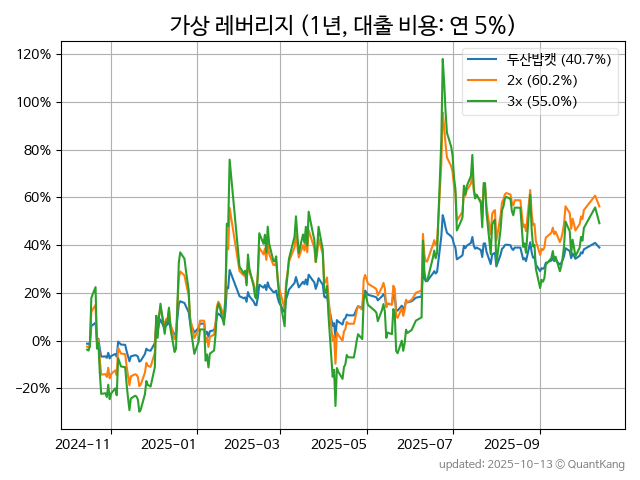 가상 레버리지 (1년, 대출 비용: 연 5%)
두산밥캣 (40.7%)
2x (60.2%)
3x (55.0%)
120%
100%
80%
60%
40%
20%
0%
−20%
2024-11
2025-01
2025-03
2025-05
2025-07
2025-09
updated: 2025-10-13 © QuantKang